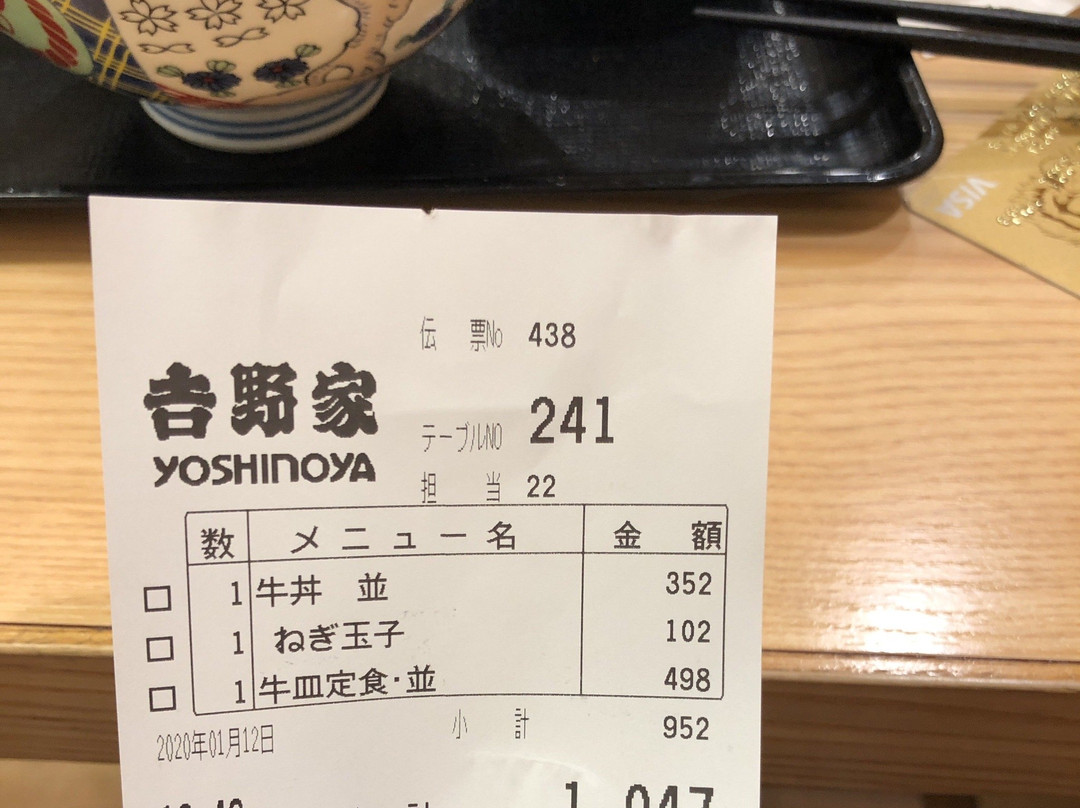 VISA
伝 票No 438
吉野家
YOSHINOYA
テーブルNO 241
担 当 22
数 メニュー名 金 額
□ 1 牛丼 並 352
□ 1 ねぎ玉子 102
□ 1 牛皿定食・並 498
小 計 952
2020年01月12日
1,047